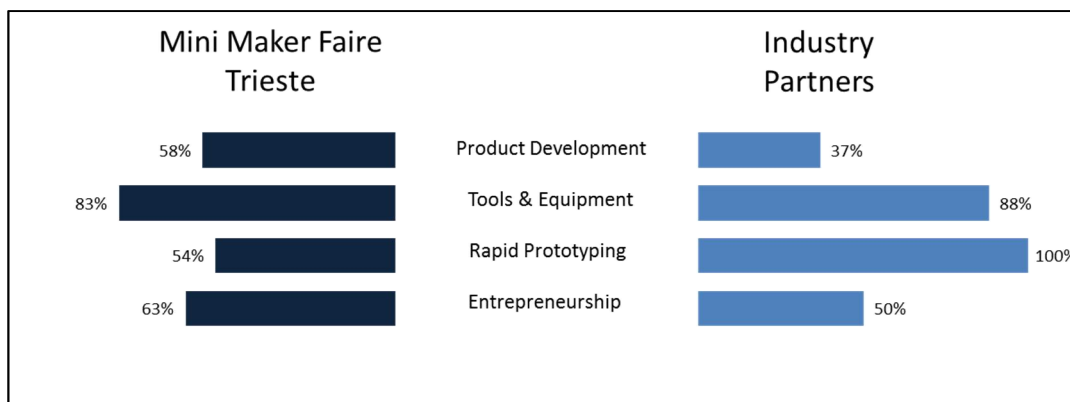 Mini Maker Faire
Trieste
Industry
Partners
58%
Product Development
37%
83%
Tools & Equipment
88%
54%
Rapid Prototyping
100%
63%
Entrepreneurship
50%